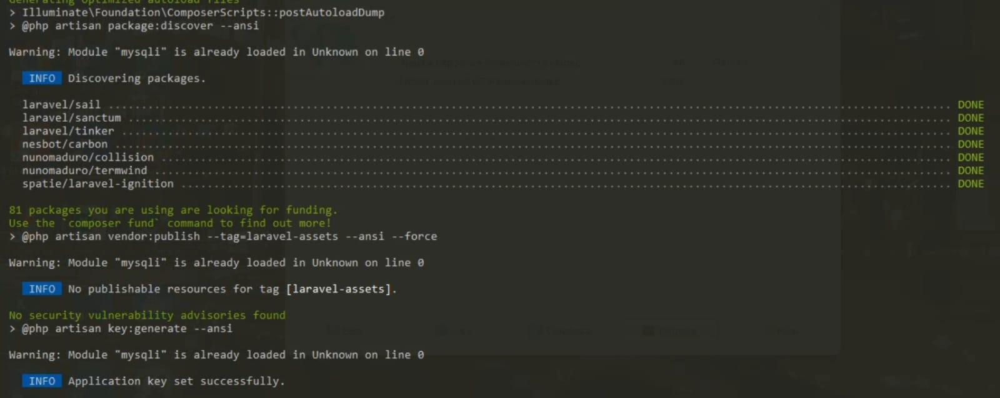 Generating optimized autoload files
> Illuminate\Foundation\ComposerScripts::postAutoloadDump
> @php artisan package:discover --ansi
Warning: Module "mysqli" is already loaded in Unknown on line 0
INFO Discovering packages.
laravel/sail ........................................................................ DONE
laravel/sanctum ........................................................................ DONE
laravel/tinker ........................................................................ DONE
nesbot/carbon ........................................................................ DONE
nunomaduro/collision ........................................................................ DONE
nunomaduro/termwind ........................................................................ DONE
spatie/laravel-ignition ........................................................................ DONE
81 packages you are using are looking for funding.
Use the `composer fund` command to find out more!
> @php artisan vendor:publish --tag=laravel-assets --ansi --force
Warning: Module "mysqli" is already loaded in Unknown on line 0
INFO No publishable resources for tag [laravel-assets].
No security vulnerability advisories found
> @php artisan key:generate --ansi
Warning: Module "mysqli" is already loaded in Unknown on line 0
INFO Application key set successfully.